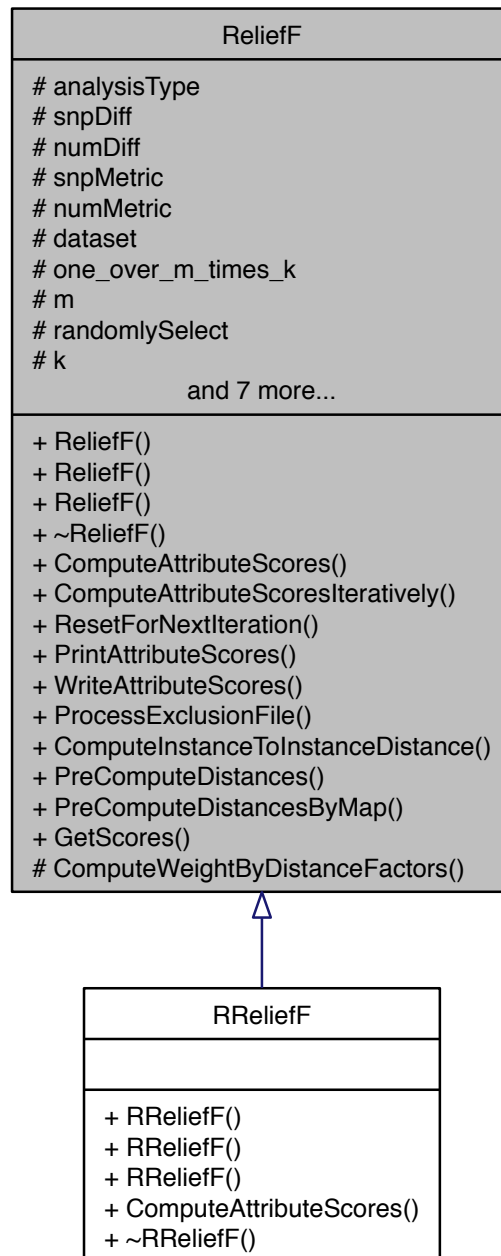 ReliefF
# analysisType
# snpDiff
# numDiff
# snpMetric
# numMetric
# dataset
# one_over_m_times_k
# m
# randomlySelect
# k
and 7 more...
+ ReliefF()
+ ReliefF()
+ ReliefF()
+ ~ReliefF()
+ ComputeAttributeScores()
+ ComputeAttributeScoresIteratively()
+ ResetForNextIteration()
+ PrintAttributeScores()
+ WriteAttributeScores()
+ ProcessExclusionFile()
+ ComputeInstanceToInstanceDistance()
+ PreComputeDistances()
+ PreComputeDistancesByMap()
+ GetScores()
# ComputeWeightByDistanceFactors()
RReliefF
+ RReliefF()
+ RReliefF()
+ RReliefF()
+ ComputeAttributeScores()
+ ~RReliefF()